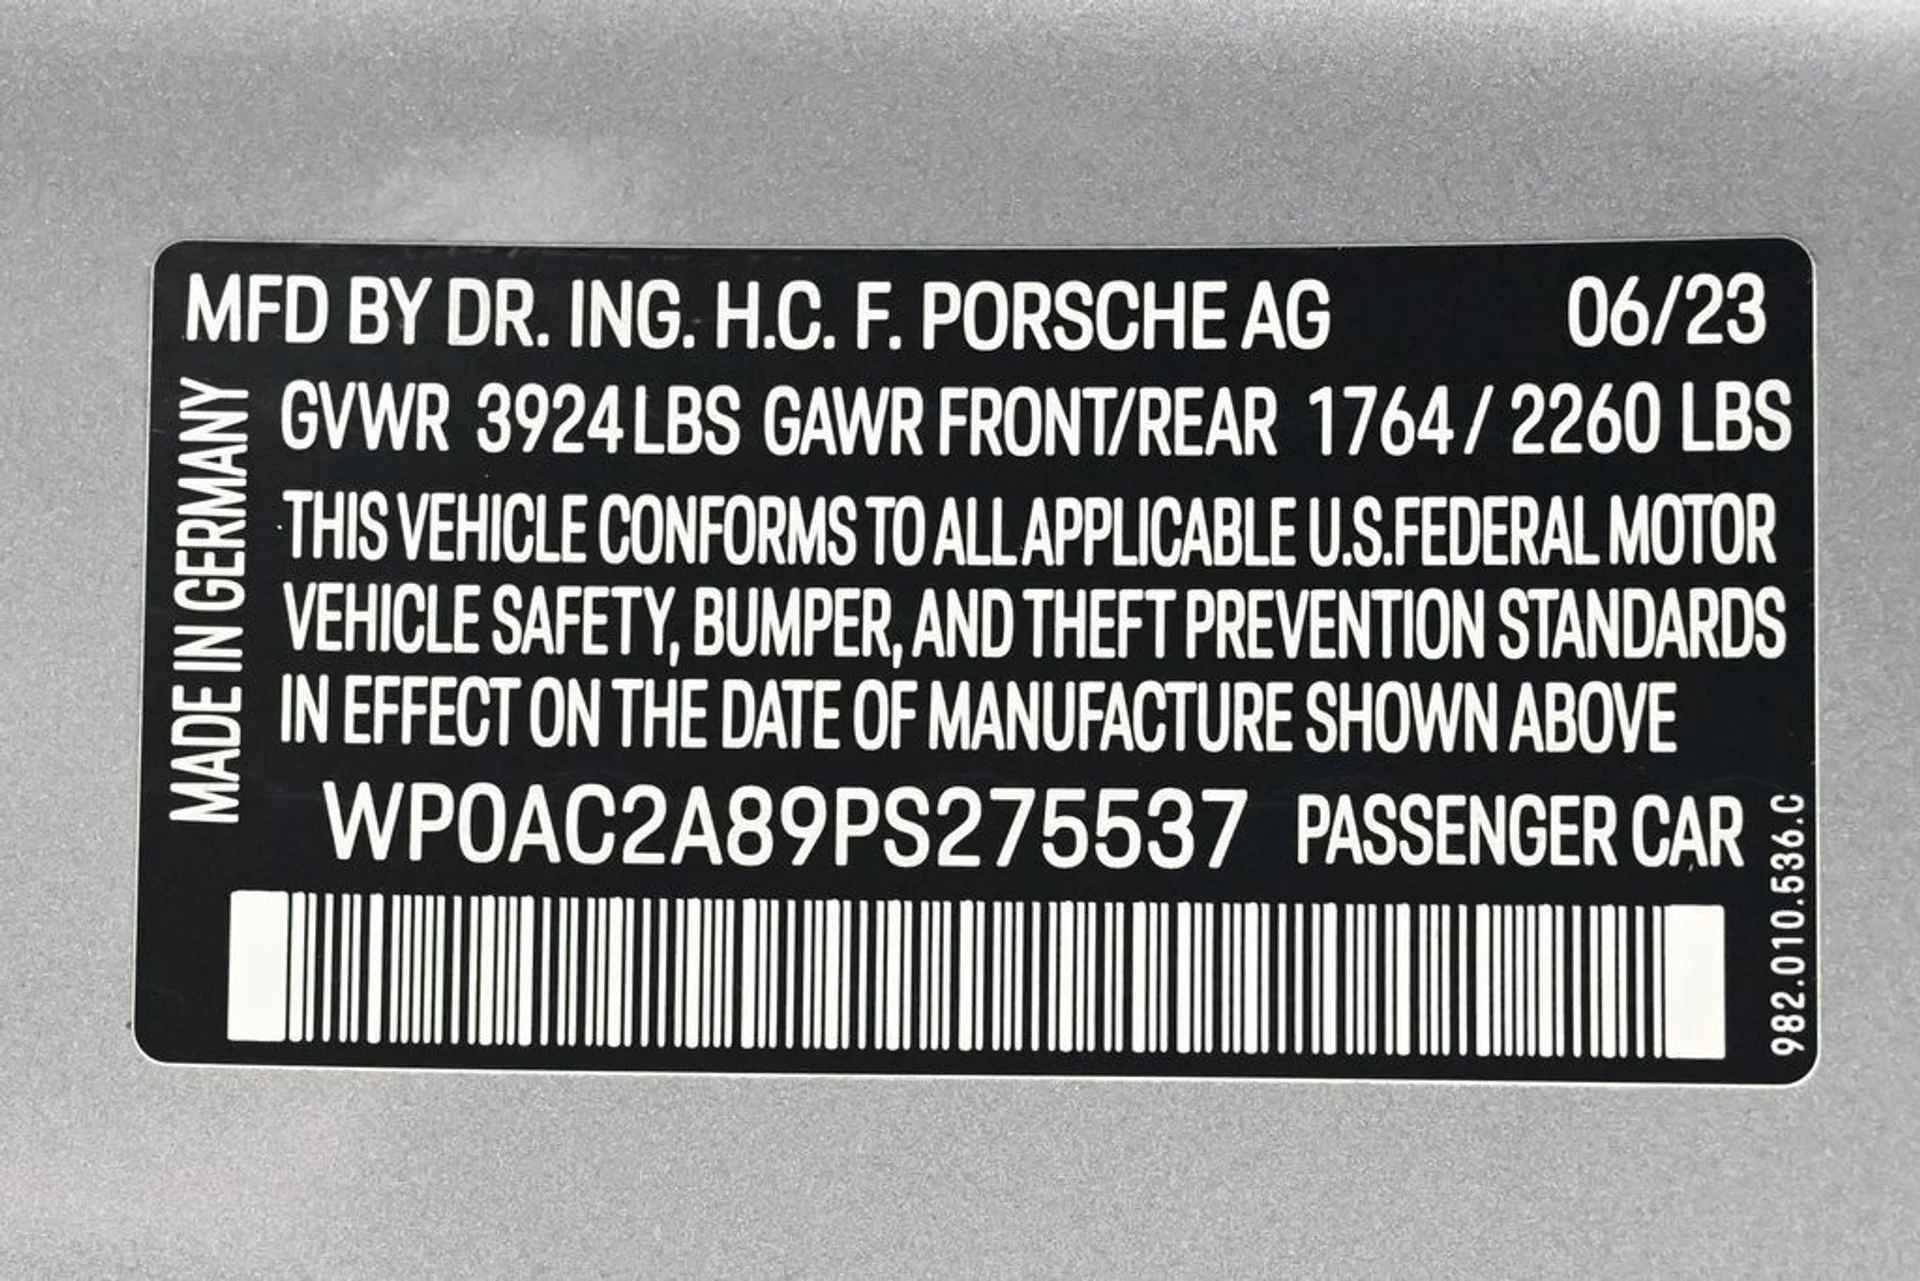 MFD BY DR. ING. H.C. F. PORSCHE AG 06/23
GVWR 3924 LBS GAWR FRONT/REAR 1764 / 2260 LBS
THIS VEHICLE CONFORMS TO ALL APPLICABLE U.S.FEDERAL MOTOR
VEHICLE SAFETY, BUMPER, AND THEFT PREVENTION STANDARDS
IN EFFECT ON THE DATE OF MANUFACTURE SHOWN ABOVE
WP0AC2A89PS275537 PASSENGER CAR
MADE IN GERMANY
982.010.536.C